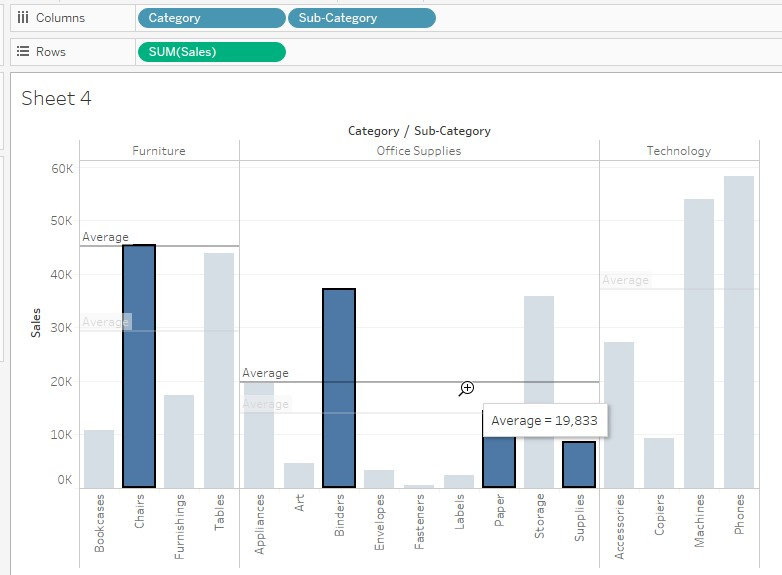 Columns Category Sub-Category
Rows SUM(Sales)
Sheet 4
Category / Sub-Category
Furniture Office Supplies Technology
60K
50K
40K
30K
20K
10K
0K
Sales
Average
Average
Average
Average
Average
Average = 19,833
Bookcases
Chairs
Furnishings
Tables
Appliances
Art
Binders
Envelopes
Fasteners
Labels
Paper
Storage
Supplies
Accessories
Copiers
Machines
Phones